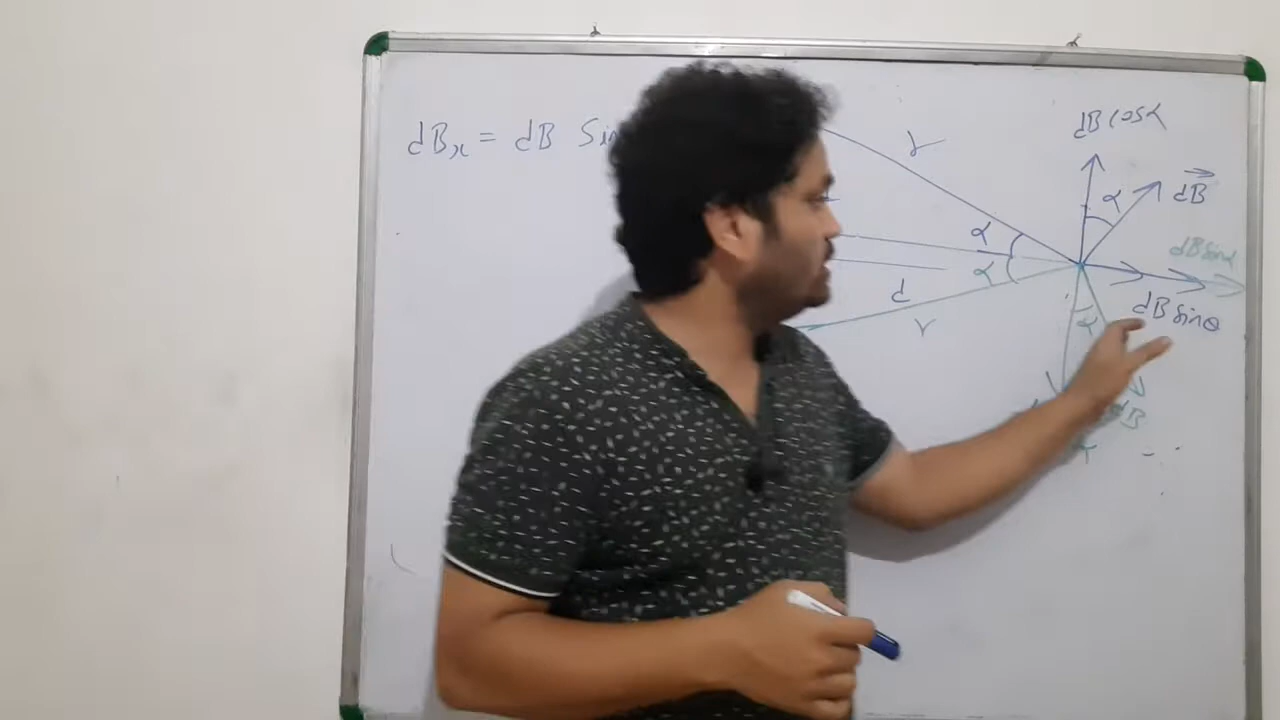 dBₓ = dB Sin
r
dB cosα
α
dB
α
α
dB sinα
d
r
dB sinθ
α
dB